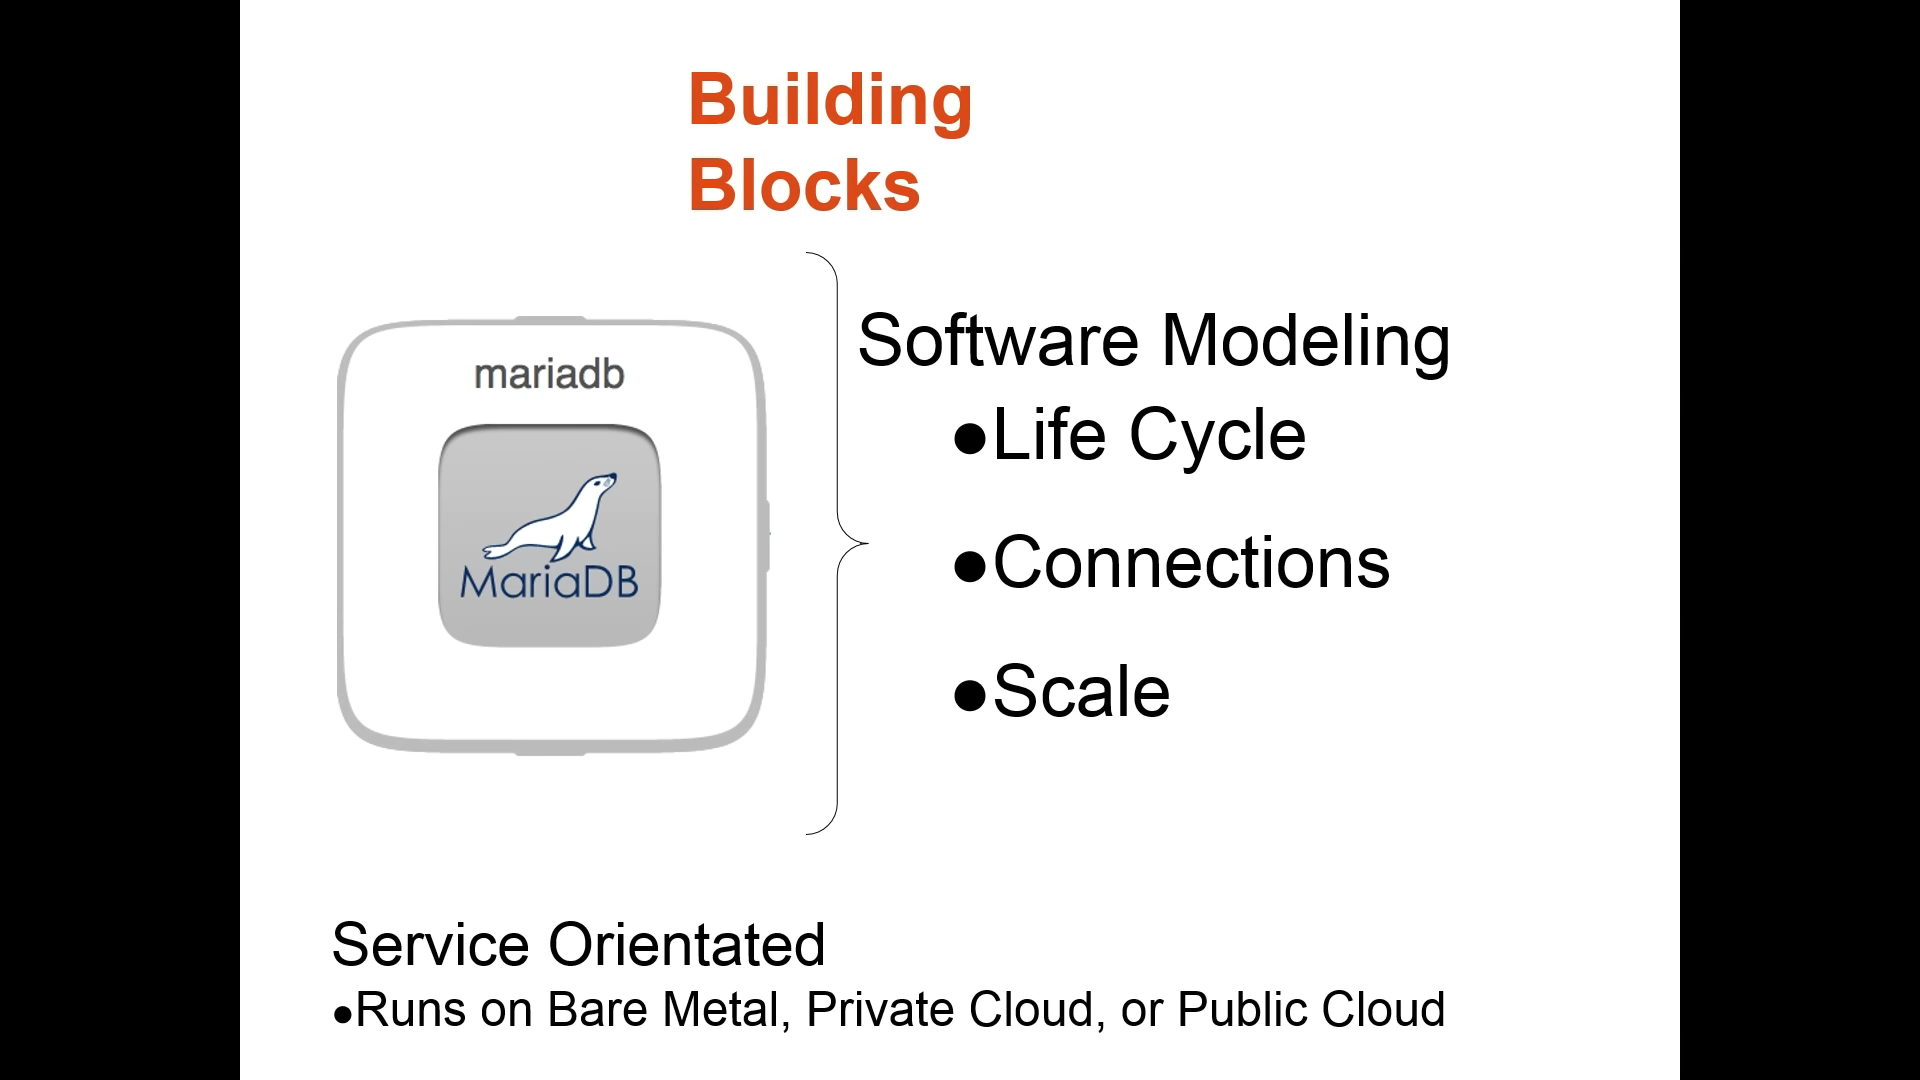 Building
Blocks
mariadb
MariaDB
Software Modeling
●Life Cycle
●Connections
●Scale
Service Orientated
●Runs on Bare Metal, Private Cloud, or Public Cloud